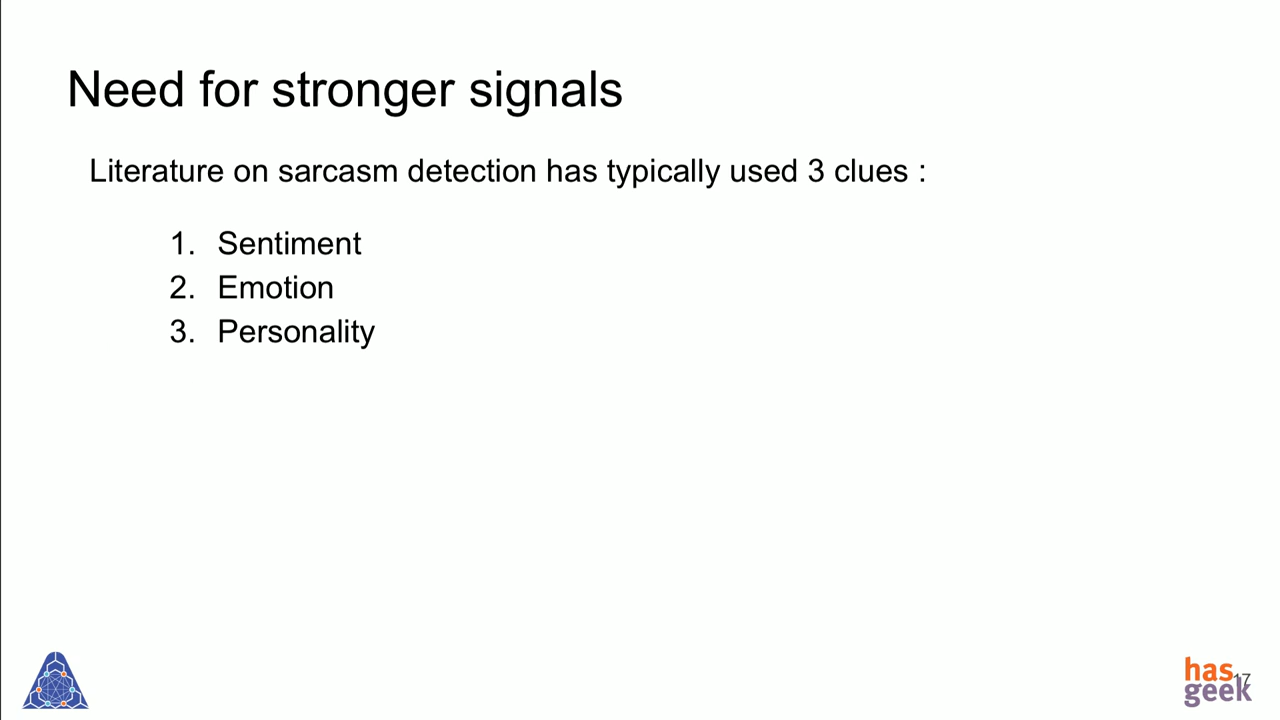 Need for stronger signals
Literature on sarcasm detection has typically used 3 clues :
1. Sentiment
2. Emotion
3. Personality
has
17
geek